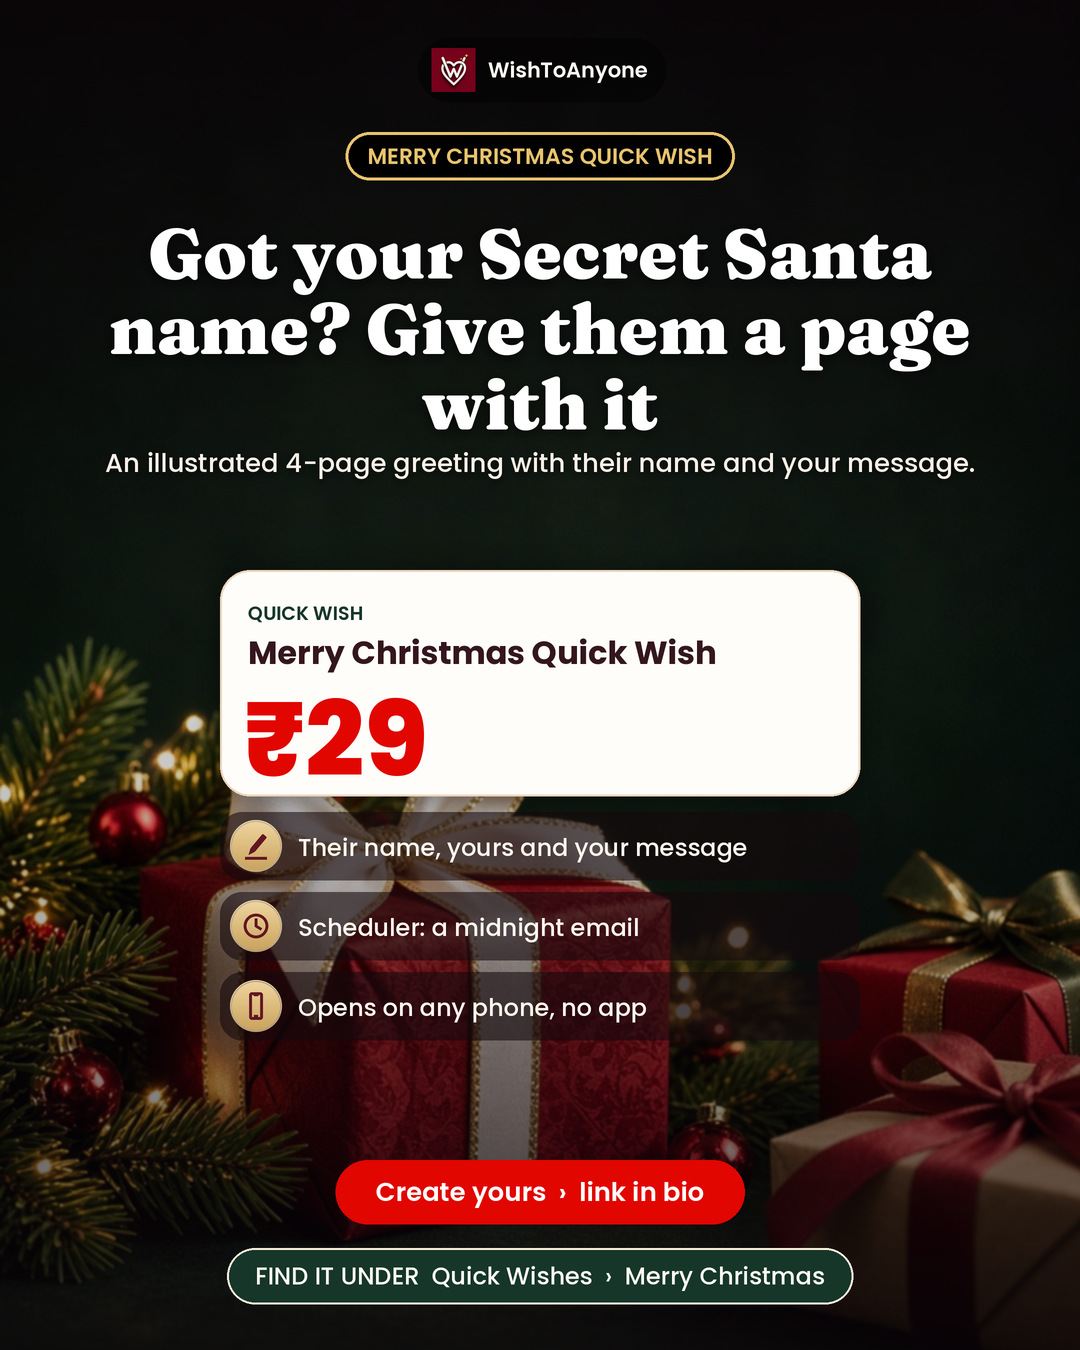 WishToAnyone
MERRY CHRISTMAS QUICK WISH
Got your Secret Santa
name? Give them a page
with it
An illustrated 4-page greeting with their name and your message.
QUICK WISH
Merry Christmas Quick Wish
₹29
Their name, yours and your message
Scheduler: a midnight email
Opens on any phone, no app
Create yours › link in bio
FIND IT UNDER Quick Wishes › Merry Christmas